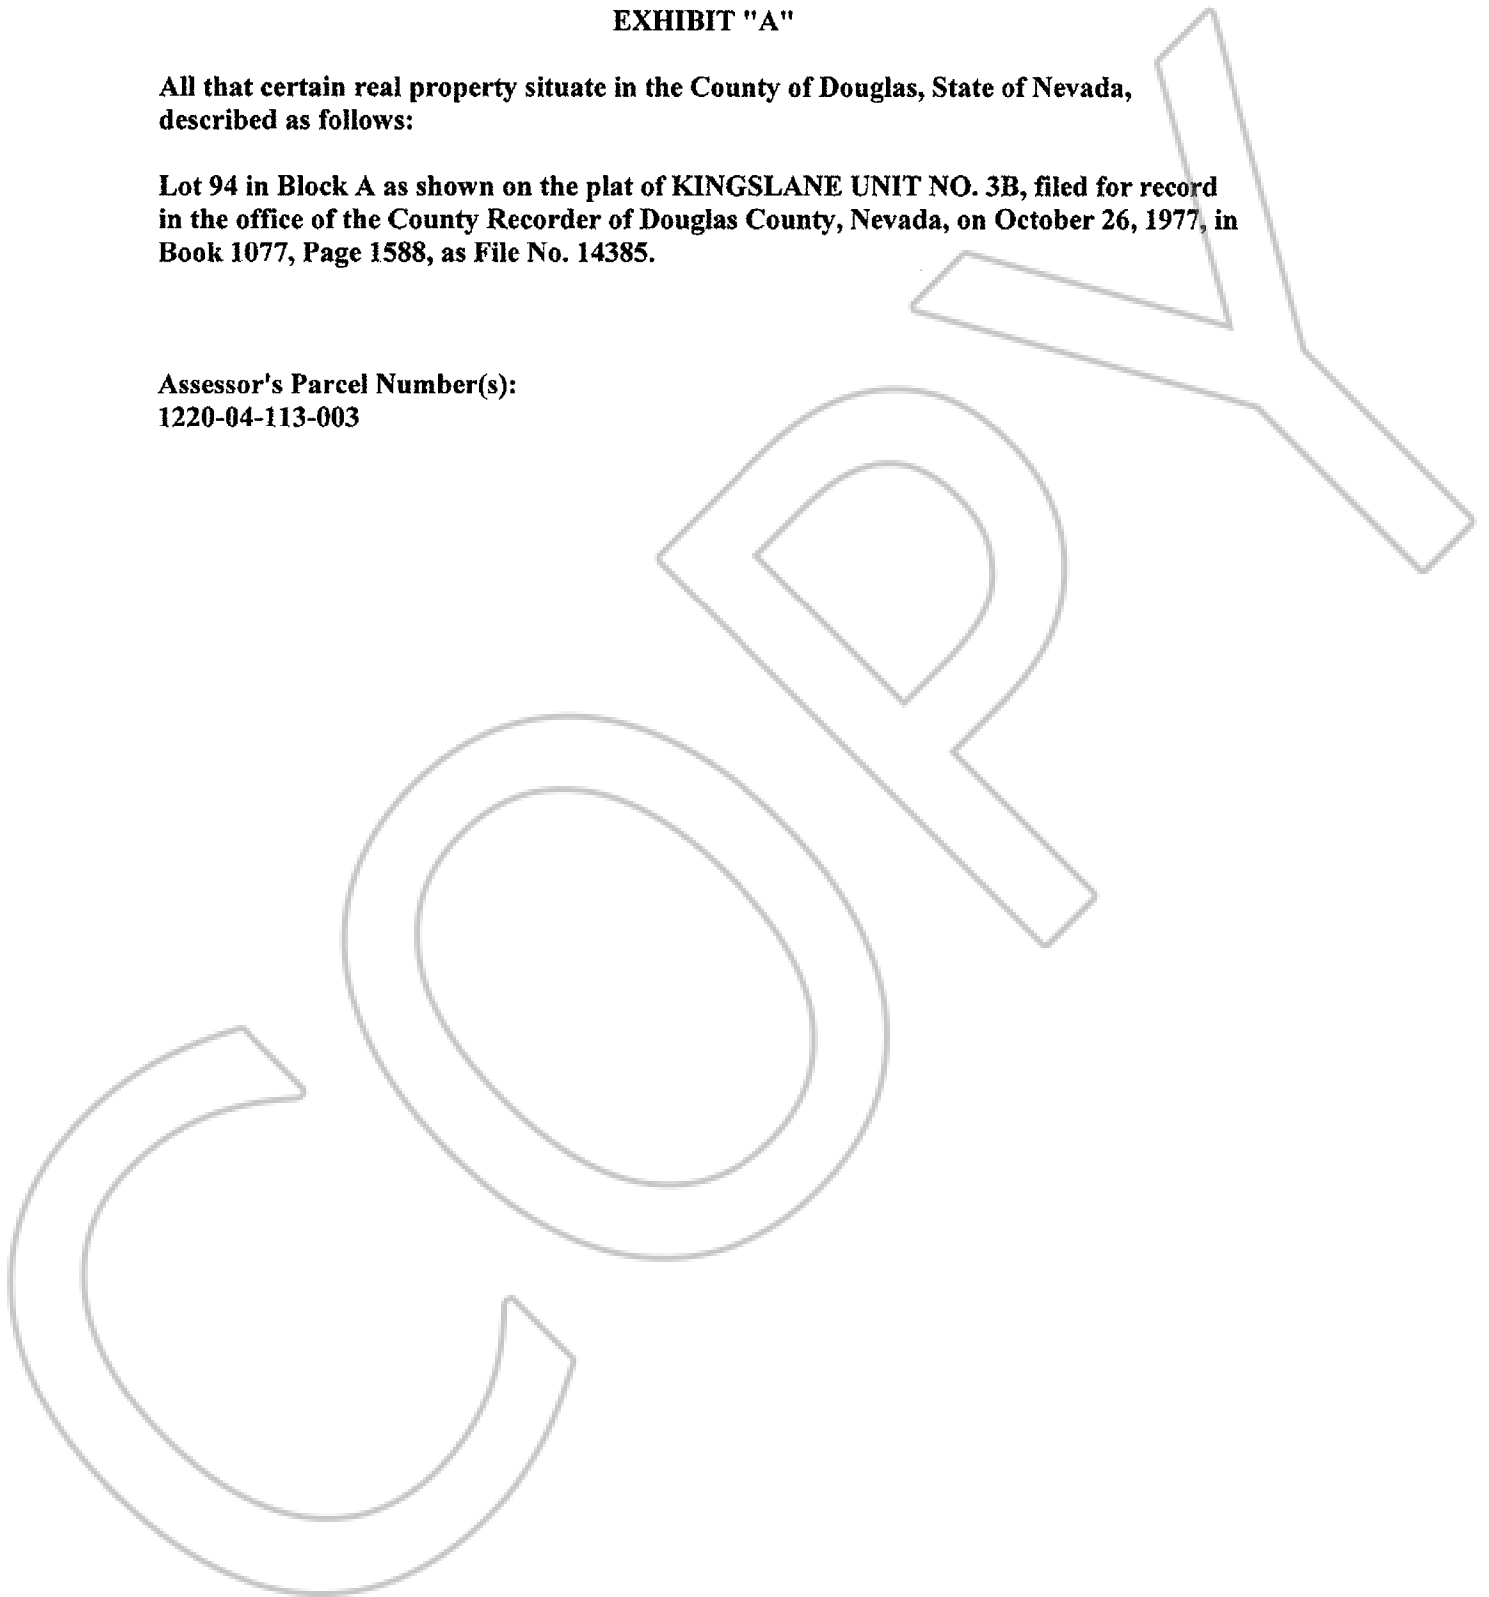 EXHIBIT "A"
All that certain real property situate in the County of Douglas, State of Nevada,
described as follows:
Lot 94 in Block A as shown on the plat of KINGSLANE UNIT NO. 3B, filed for record
in the office of the County Recorder of Douglas County, Nevada, on October 26, 1977, in
Book 1077, Page 1588, as File No. 14385.
Assessor's Parcel Number(s):
1220-04-113-003
COPY